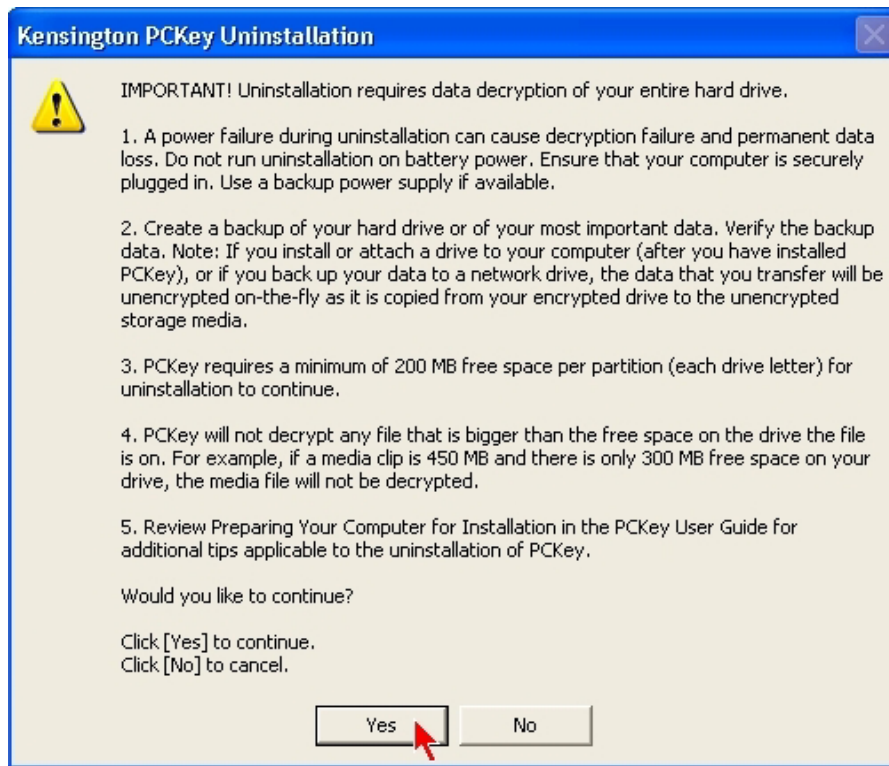 Kensington PCKey Uninstallation
IMPORTANT! Uninstallation requires data decryption of your entire hard drive.
1. A power failure during uninstallation can cause decryption failure and permanent data
loss. Do not run uninstallation on battery power. Ensure that your computer is securely
plugged in. Use a backup power supply if available.
2. Create a backup of your hard drive or of your most important data. Verify the backup
data. Note: If you install or attach a drive to your computer (after you have installed
PCKey), or if you back up your data to a network drive, the data that you transfer will be
unencrypted on-the-fly as it is copied from your encrypted drive to the unencrypted
storage media.
3. PCKey requires a minimum of 200 MB free space per partition (each drive letter) for
uninstallation to continue.
4. PCKey will not decrypt any file that is bigger than the free space on the drive the file
is on. For example, if a media clip is 450 MB and there is only 300 MB free space on your
drive, the media file will not be decrypted.
5. Review Preparing Your Computer for Installation in the PCKey User Guide for
additional tips applicable to the uninstallation of PCKey.
Would you like to continue?
Click [Yes] to continue.
Click [No] to cancel.
Yes No